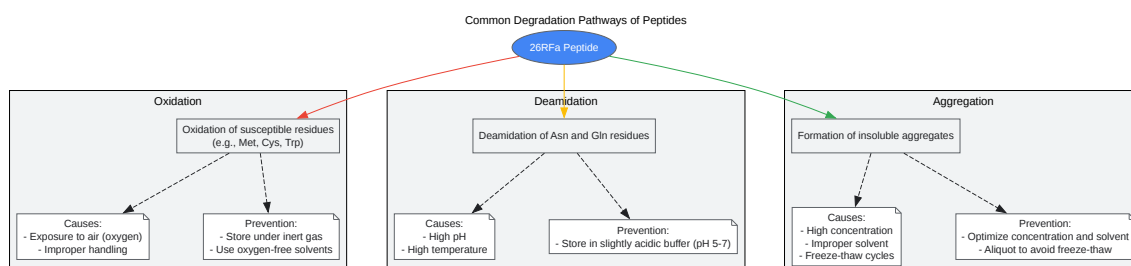 Common Degradation Pathways of Peptides
26RFa Peptide
Oxidation
Oxidation of susceptible residues
(e.g., Met, Cys, Trp)
Causes:
- Exposure to air (oxygen)
- Improper handling
Prevention:
- Store under inert gas
- Use oxygen-free solvents
Deamidation
Deamidation of Asn and Gln residues
Causes:
- High pH
- High temperature
Prevention:
- Store in slightly acidic buffer (pH 5-7)
Aggregation
Formation of insoluble aggregates
Causes:
- High concentration
- Improper solvent
- Freeze-thaw cycles
Prevention:
- Optimize concentration and solvent
- Aliquot to avoid freeze-thaw